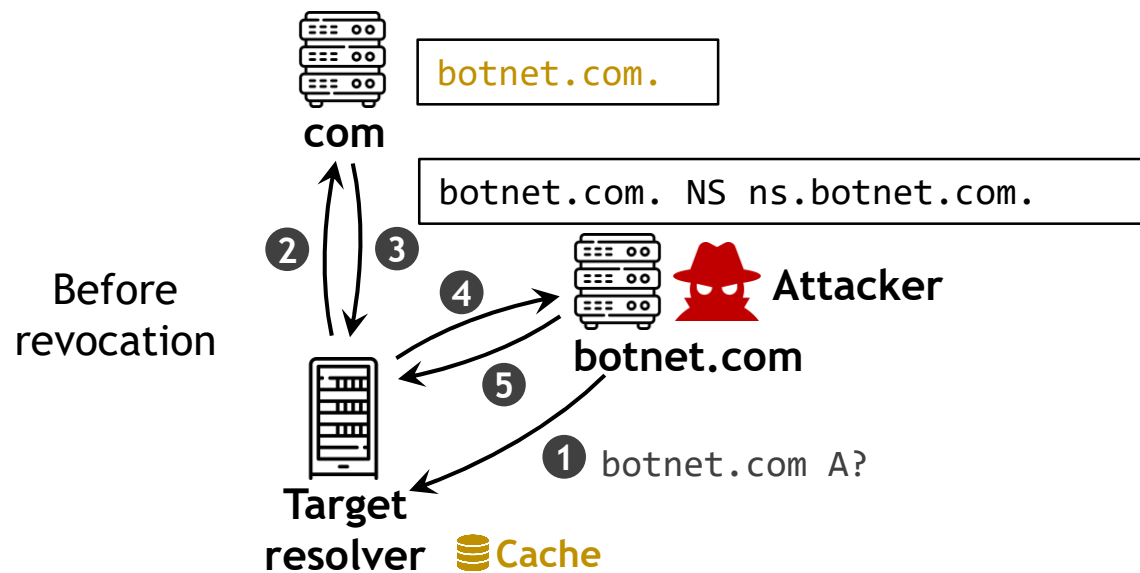 botnet.com.
com
botnet.com. NS ns.botnet.com.
2
3
4
Attacker
Before
revocation
botnet.com
5
1
botnet.com A?
Target
resolver
Cache